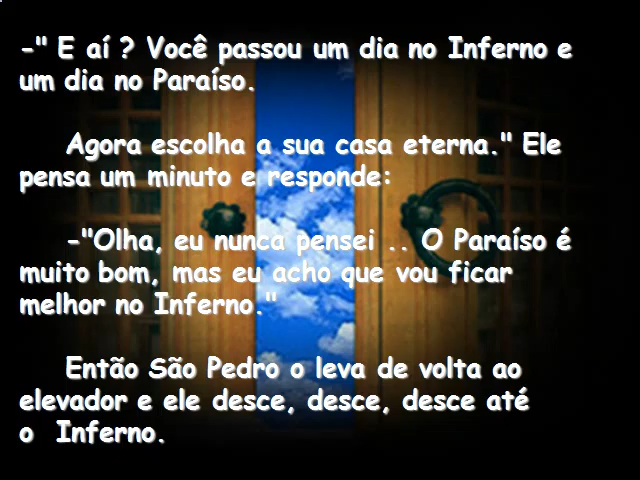 -" E aí ? Você passou um dia no Inferno e
um dia no Paraíso.
Agora escolha a sua casa eterna." Ele
pensa um minuto e responde:
-"Olha, eu nunca pensei .. O Paraíso é
muito bom, mas eu acho que vou ficar
melhor no Inferno."
Então São Pedro o leva de volta ao
elevador e ele desce, desce, desce até
o  Inferno.